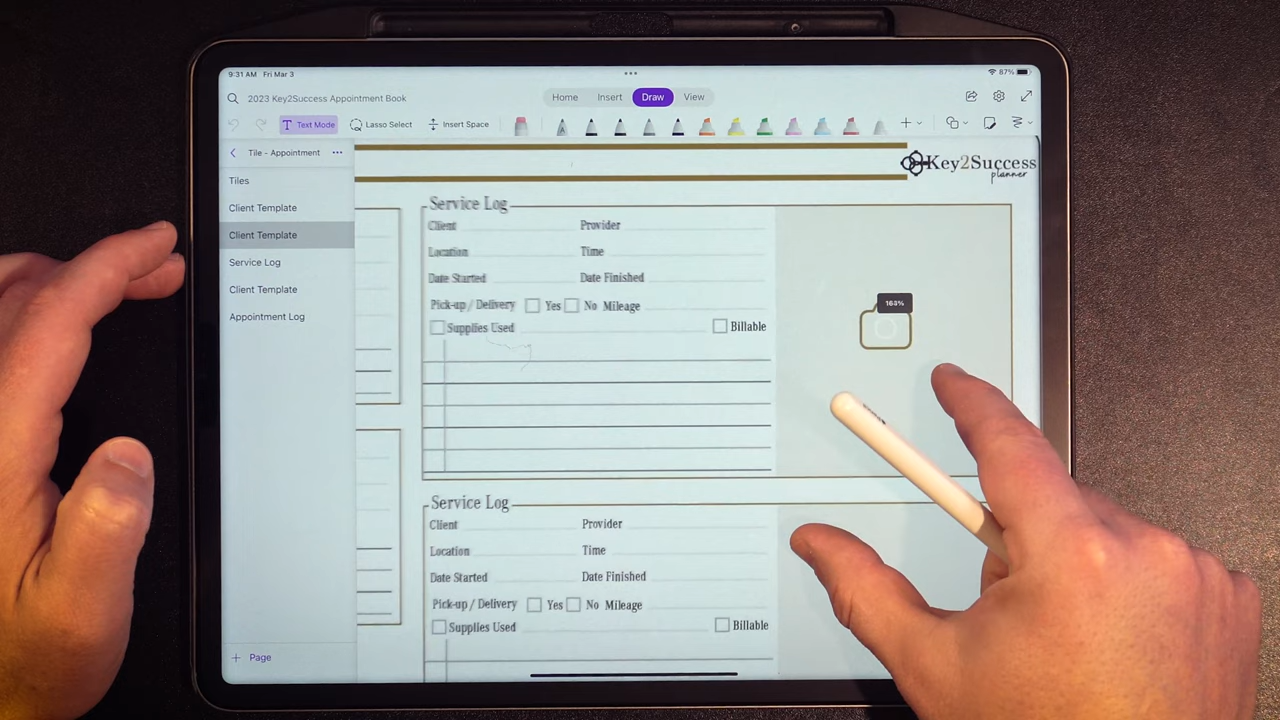 9:31 AM Fri Mar 3
87%
2023 Key2Success Appointment Book
Home Insert Draw View
Text Mode Lasso Select Insert Space
Tile - Appointment
Tiles
Client Template
Client Template
Service Log
Client Template
Appointment Log
Page
Key2Success
planner
Service Log
Client Provider
Location Time
Date Started Date Finished
Pick-up / Delivery Yes No Mileage
Supplies Used Billable
163%
Service Log
Client Provider
Location Time
Date Started Date Finished
Pick-up / Delivery Yes No Mileage
Supplies Used Billable